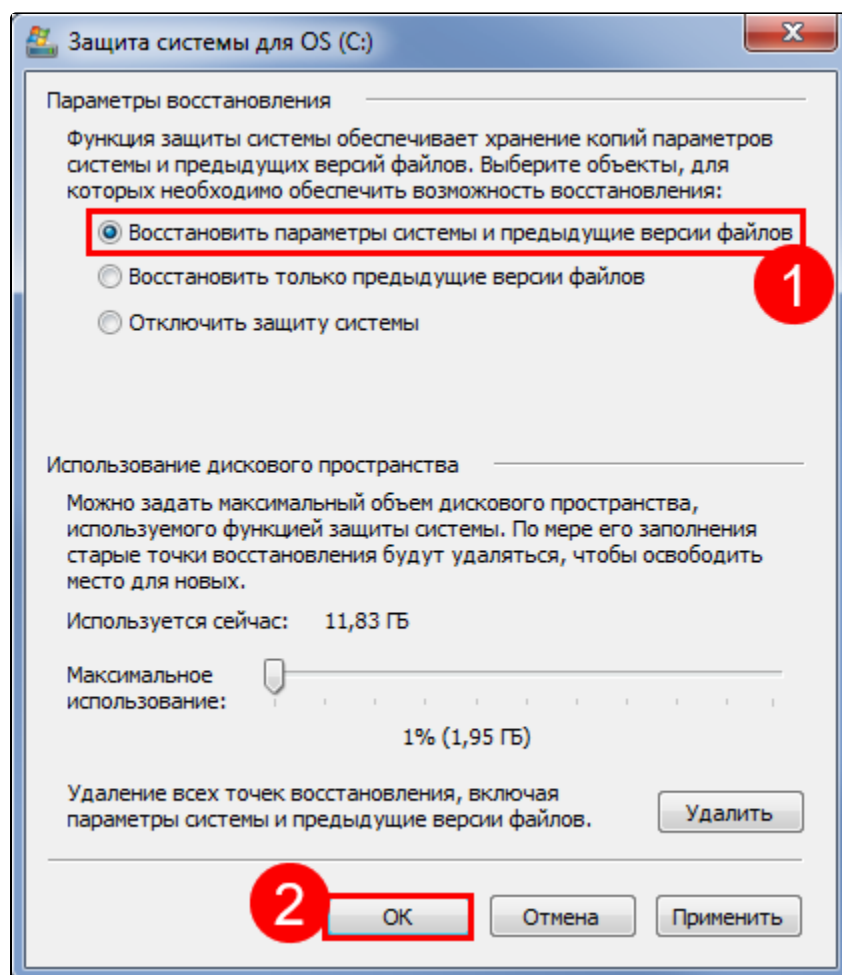 Защита системы для OS (C:)
Параметры восстановления
Функция защиты системы обеспечивает хранение копий параметров
системы и предыдущих версий файлов. Выберите объекты, для
которых необходимо обеспечить возможность восстановления:
Восстановить параметры системы и предыдущие версии файлов
1
Восстановить только предыдущие версии файлов
Отключить защиту системы
Использование дискового пространства
Можно задать максимальный объем дискового пространства,
используемого функцией защиты системы. По мере его заполнения
старые точки восстановления будут удаляться, чтобы освободить
место для новых.
Используется сейчас: 11,83 ГБ
Максимальное
использование:
1% (1,95 ГБ)
Удаление всех точек восстановления, включая
параметры системы и предыдущие версии файлов.
Удалить
2
ОК
Отмена
Применить